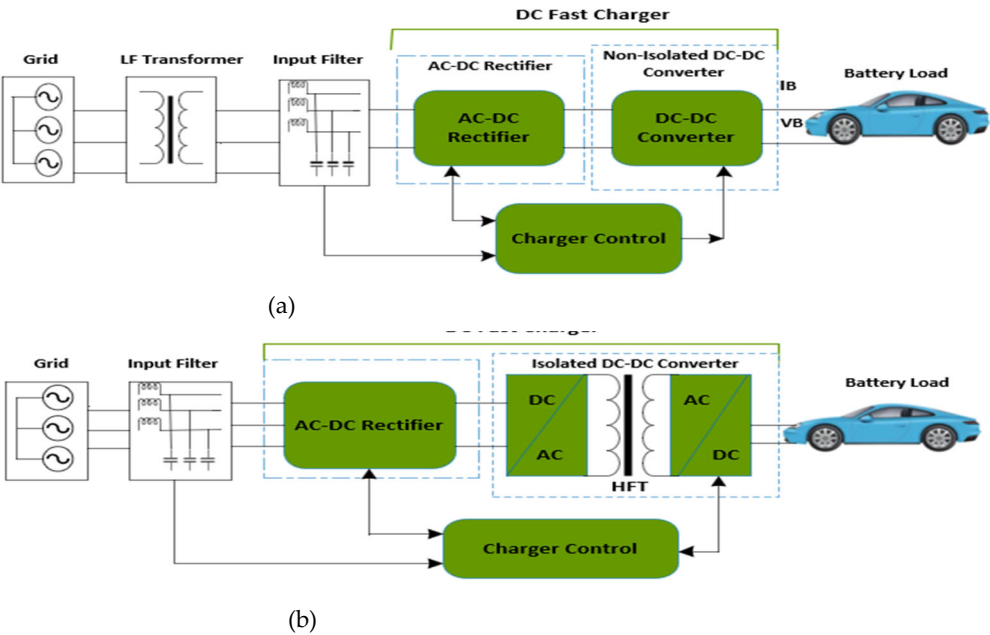 DC Fast Charger
Grid
LF Transformer
Input Filter
AC-DC Rectifier
Non-Isolated DC-DC
Converter
Battery Load
AC-DC
Rectifier
DC-DC
Converter
IB
VB
Charger Control
(a)
Grid
Input Filter
Isolated DC-DC Converter
Battery Load
AC-DC Rectifier
DC
AC
AC
DC
HFT
Charger Control
(b)